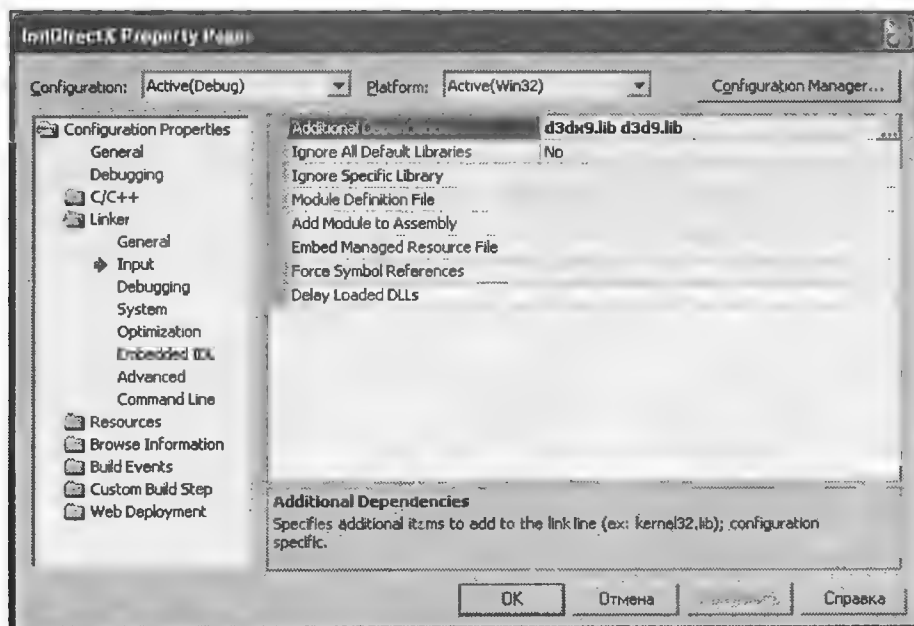 InitDirectX Property Pages
Configuration: Active(Debug) Platform: Active(Win32) Configuration Manager...
Configuration Properties
General
Debugging
C/C++
Linker
General
Input
Debugging
System
Optimization
Embedded IDL
Advanced
Command Line
Resources
Browse Information
Build Events
Custom Build Step
Web Deployment
Additional d3dx9.lib d3d9.lib ...
Ignore All Default Libraries No
Ignore Specific Library
Module Definition File
Add Module to Assembly
Embed Managed Resource File
Force Symbol References
Delay Loaded DLLs
Additional Dependencies
Specifies additional items to add to the link line (ex: kernel32.lib); configuration
specific.
OK Отмена Справка